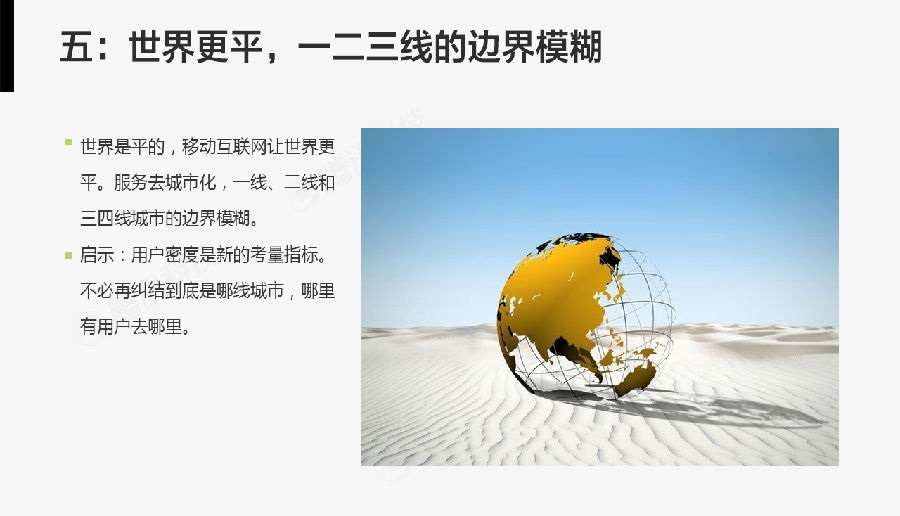 五：世界更平，一二三线的边界模糊
世界是平的，移动互联网让世界更
平。服务去城市化，一线、二线和
三四线城市的边界模糊。
启示：用户密度是新的考量指标。
不必再纠结到底是哪线城市，哪里
有用户去哪里。